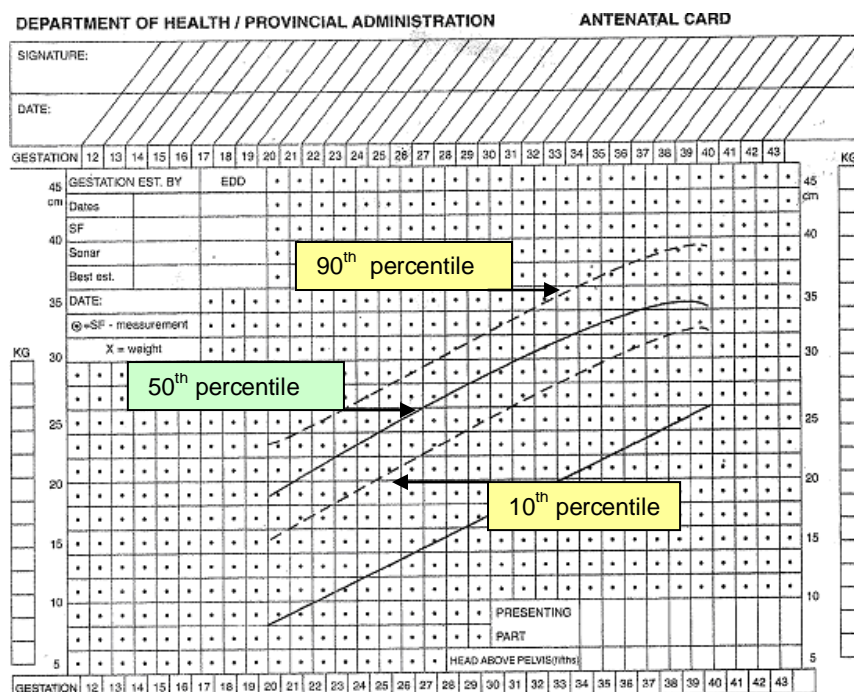 DEPARTMENT OF HEALTH / PROVINCIAL ADMINISTRATION ANTENATAL CARD
SIGNATURE:
DATE:
GESTATION 12 13 14 15 16 17 18 19 20 21 22 23 24 25 26 27 28 29 30 31 32 33 34 35 36 37 38 39 40 41 42 43 KG
45 GESTATION EST. BY EDD 45
cm Dates cm
SF
40 Sonar 40
90th percentile
Best est.
35 DATE: 35
⊙=SF - measurement
KG X = weight
30 30
50th percentile
25 25
20 20
10th percentile
15 15
10 10
PRESENTING
PART
5 HEAD ABOVE PELVIS(fifths) 5
GESTATION 12 13 14 15 16 17 18 19 20 21 22 23 24 25 26 27 28 29 30 31 32 33 34 35 36 37 38 39 40 41 42 43